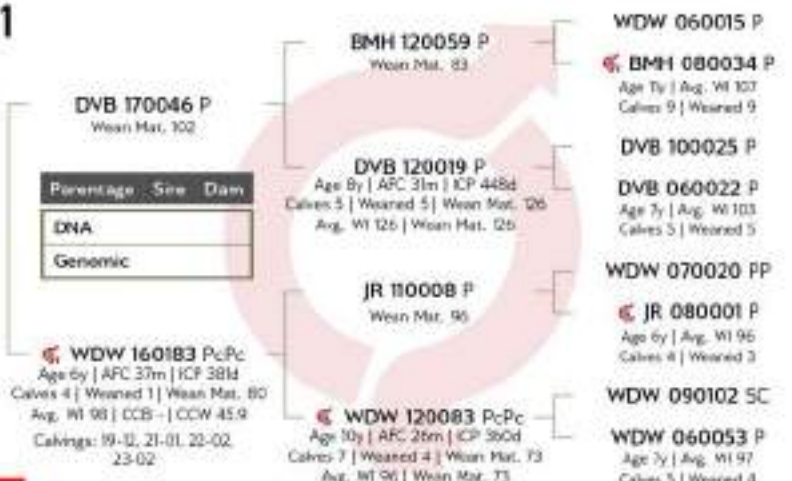 1
DVB 170046 P
Wean Mat. 102
Parentage Sire Dam
DNA
Genomic
WDW 160183 PcPc
Age 6y | AFC 37m | ICP 381d
Calves 4 | Weaned 1 | Wean Mat. 80
Avg. WI 98 | CCB - | CCW 45.9
Calvings: 19-12, 21-01, 22-02,
23-02
BMH 120059 P
Wean Mat. 83
DVB 120019 P
Age 8y | AFC 31m | ICP 448d
Calves 5 | Weaned 5 | Wean Mat. 126
Avg. WI 126 | Wean Mat. 126
JR 110008 P
Wean Mat. 96
WDW 120083 PcPc
Age 10y | AFC 26m | ICP 360d
Calves 7 | Weaned 4 | Wean Mat. 73
Avg. WI 96 | Wean Mat. 73
WDW 060015 P
BMH 080034 P
Age 11y | Avg. WI 107
Calves 9 | Weaned 9
DVB 100025 P
DVB 060022 P
Age 7y | Avg. WI 103
Calves 5 | Weaned 5
WDW 070020 PP
JR 080001 P
Age 6y | Avg. WI 96
Calves 4 | Weaned 3
WDW 090102 SC
WDW 060053 P
Age 7y | Avg. WI 97
Calves 5 | Weaned 4